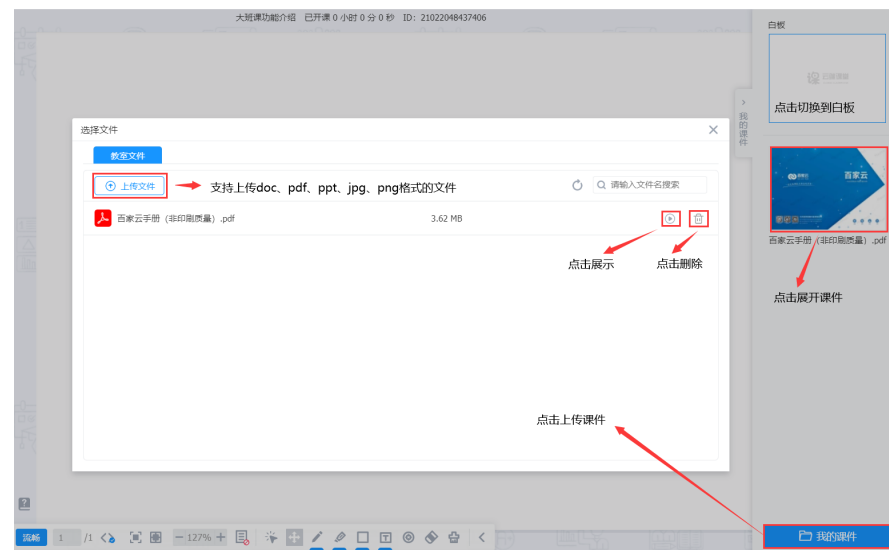 大班课功能介绍 已开课 0 小时 0 分 0 秒 ID: 21022048437406
白板
云端课堂
点击切换到白板
我的课件
选择文件
教室文件
上传文件
支持上传doc、pdf、ppt、jpg、png格式的文件
请输入文件名搜索
百家云手册（非印刷质量）.pdf 3.62 MB
点击展示 点击删除
百家云
百家云手册（非印刷质量）.pdf
点击展开课件
点击上传课件
流畅 1 /1 127%
我的课件